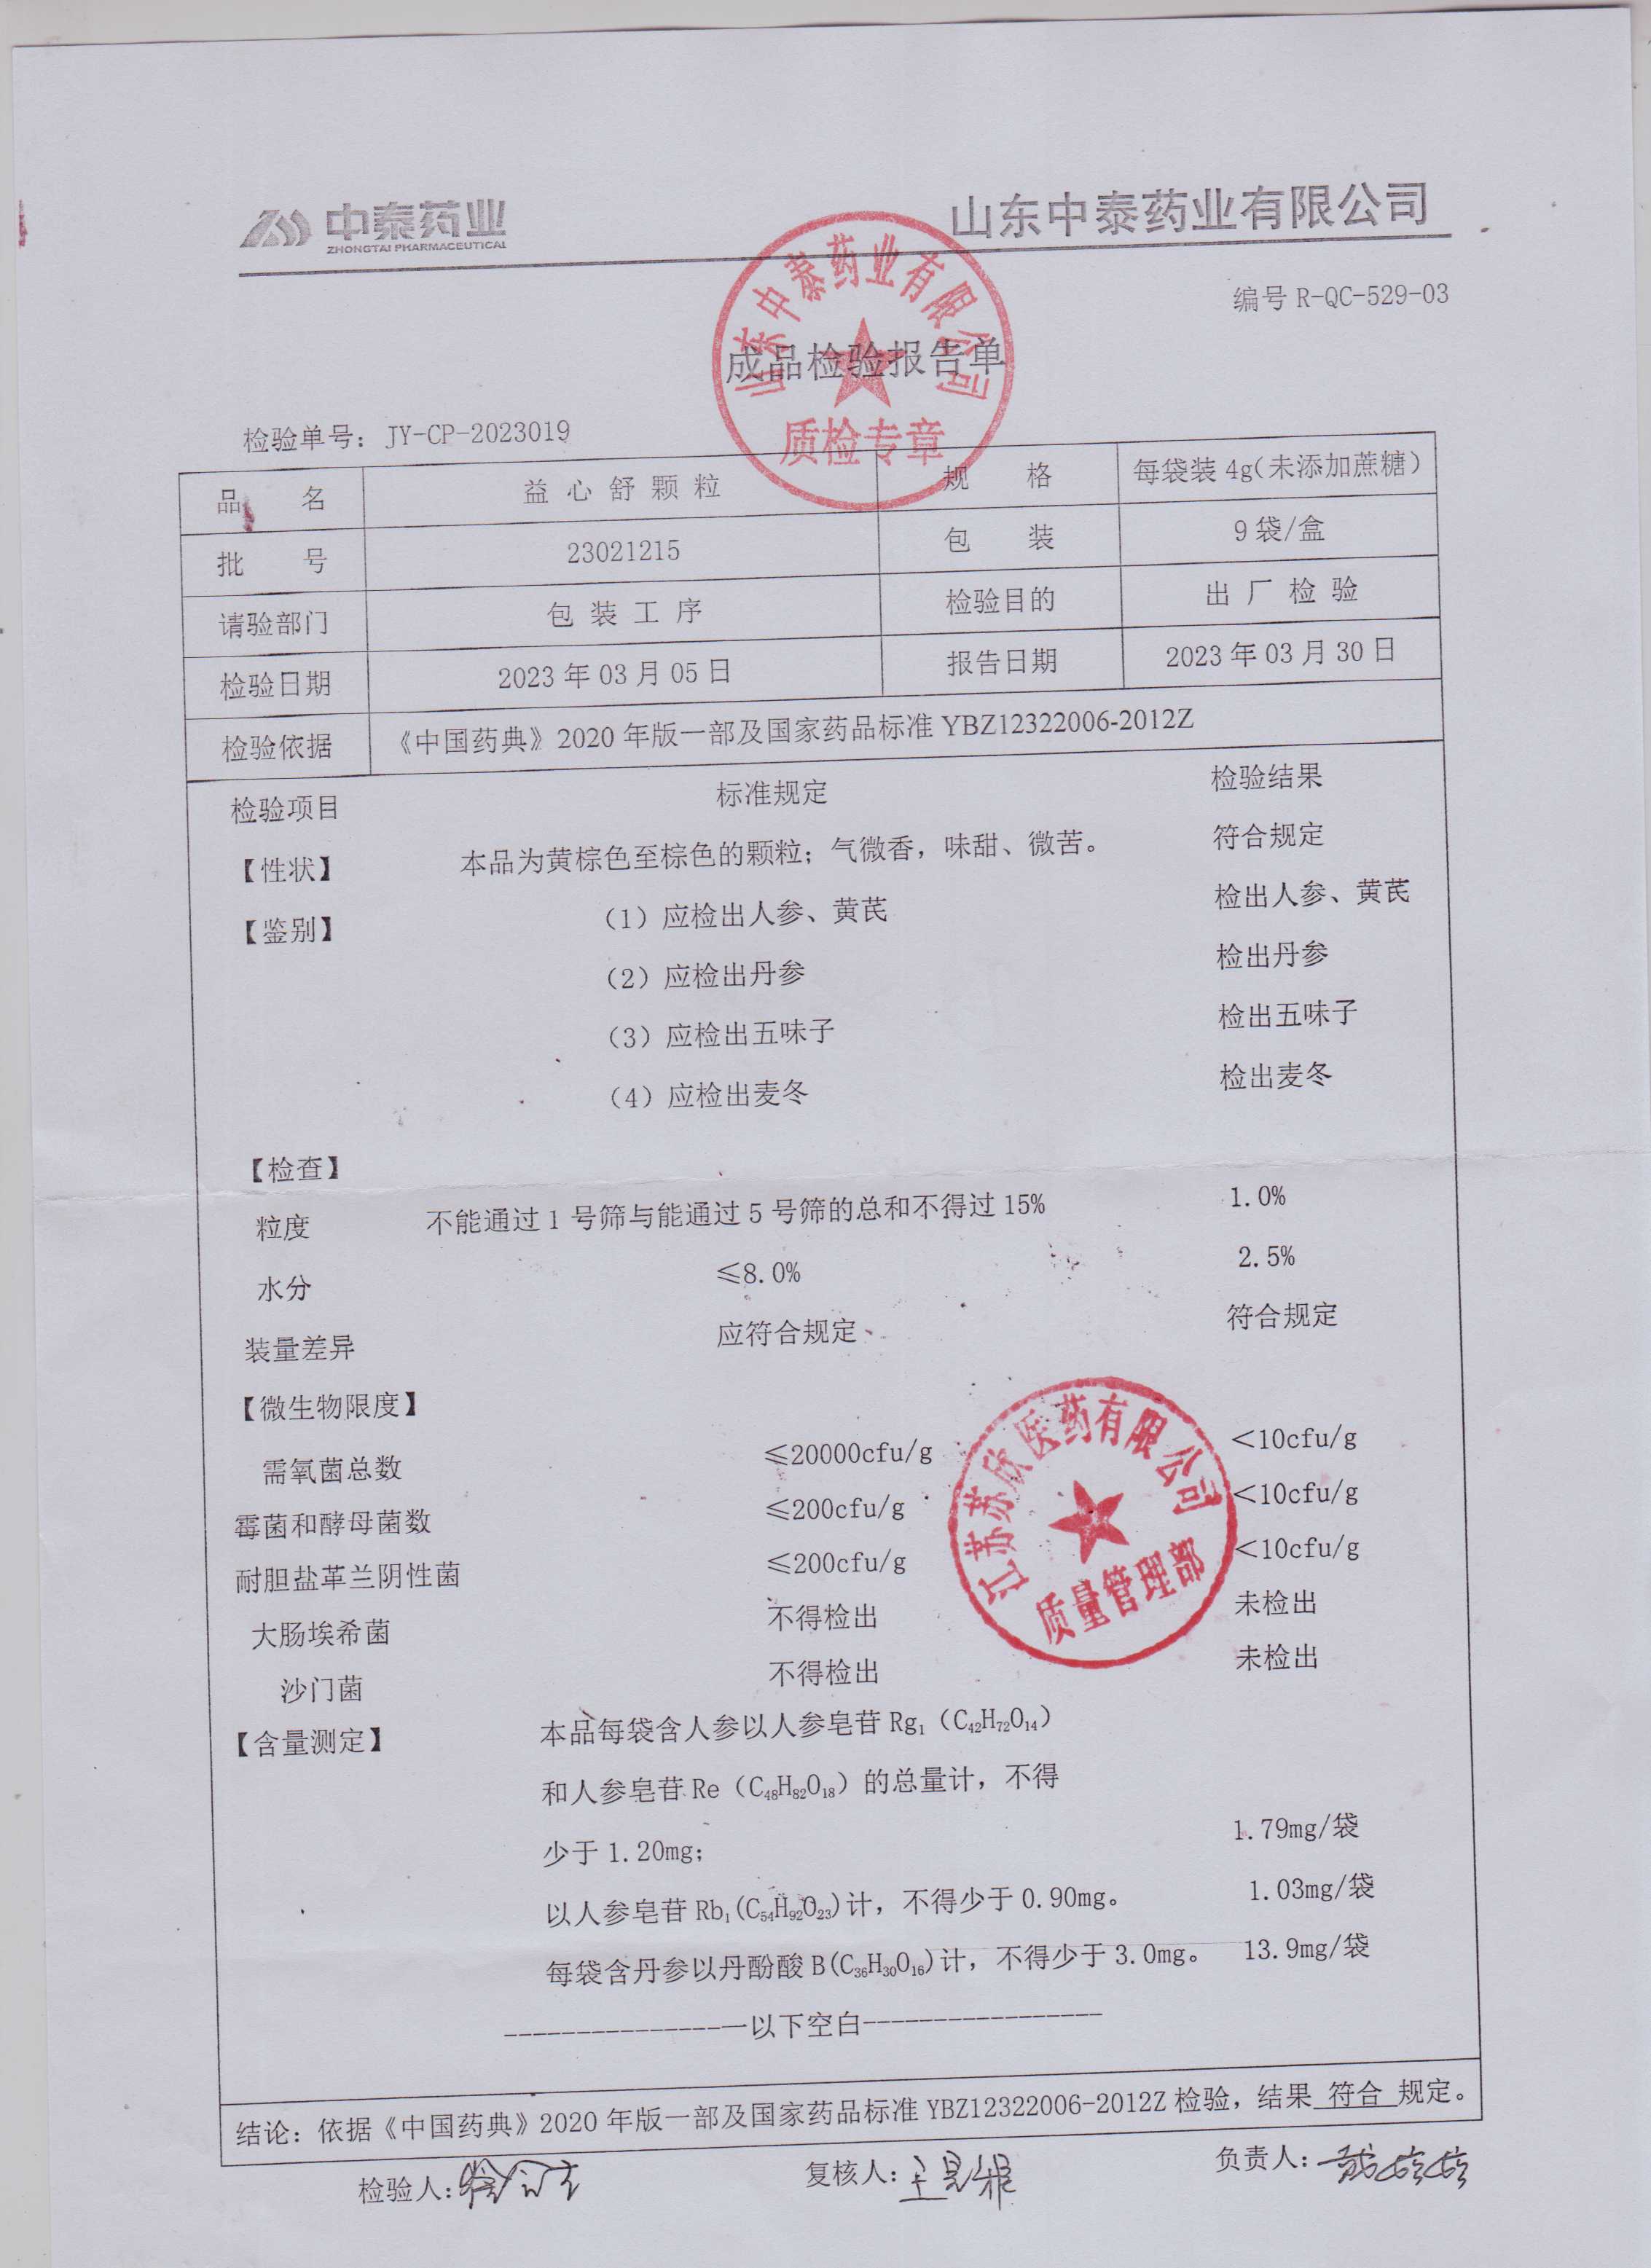 中泰药业
ZHONGTAI PHARMACEUTICAL
山东中泰药业有限公司
编号 R-QC-529-03
山东中泰药业有限公司
质检专章
成品检验报告单
检验单号：JY-CP-2023019
品 名 益心舒颗粒 规 格 每袋装 4g(未添加蔗糖)
批 号 23021215 包 装 9 袋/盒
请验部门 包装工序 检验目的 出厂检验
检验日期 2023 年 03 月 05 日 报告日期 2023 年 03 月 30 日
检验依据 《中国药典》2020 年版一部及国家药品标准 YBZ12322006-2012Z
检验项目 标准规定 检验结果
【性状】 本品为黄棕色至棕色的颗粒；气微香，味甜、微苦。 符合规定
【鉴别】 （1）应检出人参、黄芪 检出人参、黄芪
（2）应检出丹参 检出丹参
（3）应检出五味子 检出五味子
（4）应检出麦冬 检出麦冬
【检查】
粒度 不能通过 1 号筛与能通过 5 号筛的总和不得过 15% 1.0%
水分 ≤8.0% 2.5%
装量差异 应符合规定 符合规定
【微生物限度】
需氧菌总数 ≤20000cfu/g <10cfu/g
霉菌和酵母菌数 ≤200cfu/g <10cfu/g
耐胆盐革兰阴性菌 ≤200cfu/g <10cfu/g
大肠埃希菌 不得检出 未检出
沙门菌 不得检出 未检出
江苏苏欣医药有限公司
质量管理部
【含量测定】 本品每袋含人参以人参皂苷 Rg₁（C₄₂H₇₂O₁₄）
和人参皂苷 Re（C₄₈H₈₂O₁₈）的总量计，不得
少于 1.20mg； 1.79mg/袋
以人参皂苷 Rb₁(C₅₄H₉₂O₂₃)计，不得少于 0.90mg。 1.03mg/袋
每袋含丹参以丹酚酸 B(C₃₆H₃₀O₁₆)计，不得少于 3.0mg。 13.9mg/袋
----------------一以下空白-----------------
结论：依据《中国药典》2020 年版一部及国家药品标准 YBZ12322006-2012Z 检验，结果 符合 规定。
检验人： 复核人： 负责人：